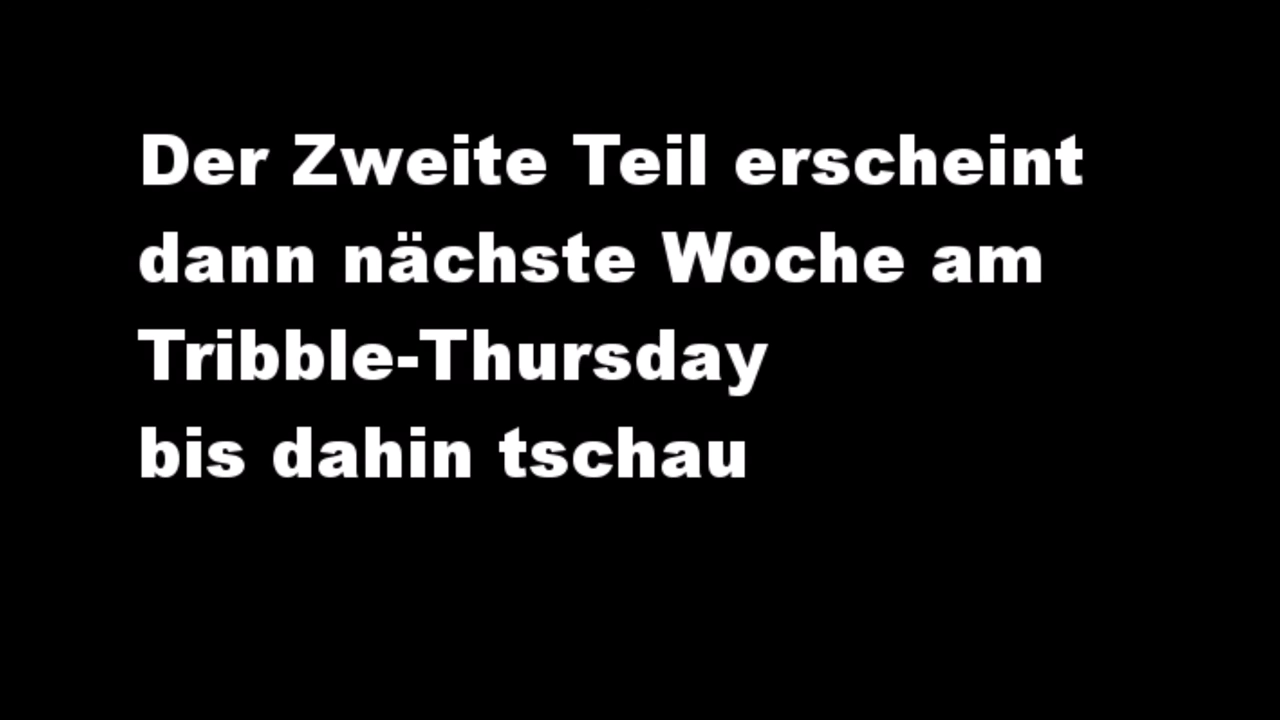 Der Zweite Teil erscheint
dann nächste Woche am
Tribble-Thursday
bis dahin tschau